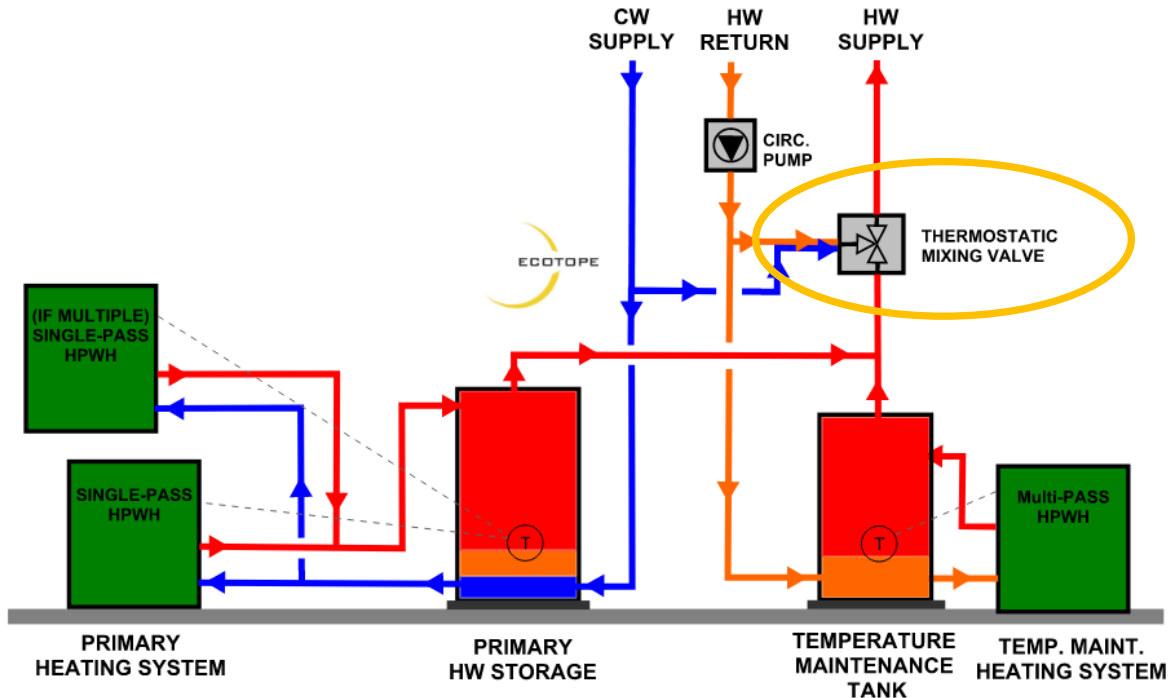 CW
SUPPLY
HW
RETURN
HW
SUPPLY
CIRC.
PUMP
THERMOSTATIC
MIXING VALVE
ECOTOPE
(IF MULTIPLE)
SINGLE-PASS
HPWH
SINGLE-PASS
HPWH
T
T
Multi-PASS
HPWH
PRIMARY
HEATING SYSTEM
PRIMARY
HW STORAGE
TEMPERATURE
MAINTENANCE
TANK
TEMP. MAINT.
HEATING SYSTEM